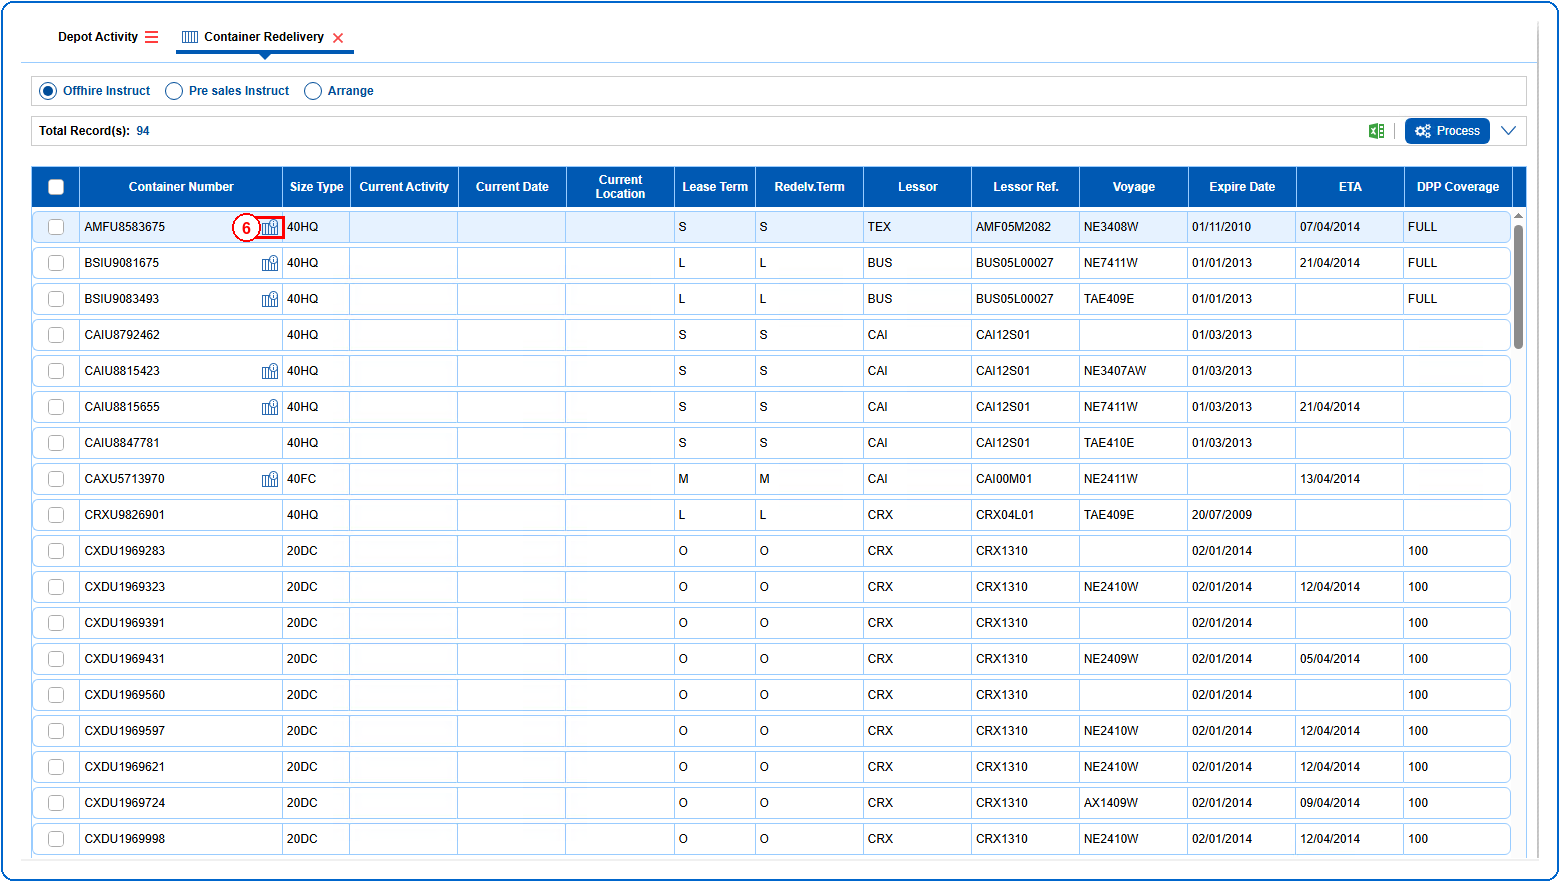 Depot Activity Container Redelivery
Offhire Instruct Pre sales Instruct Arrange
Total Record(s): 94 Process
Container Number Size Type Current Activity Current Date Current Location Lease Term Redelv.Term Lessor Lessor Ref. Voyage Expire Date ETA DPP Coverage
AMFU8583675 6 40HQ S S TEX AMF05M2082 NE3408W 01/11/2010 07/04/2014 FULL
BSIU9081675 40HQ L L BUS BUS05L00027 NE7411W 01/01/2013 21/04/2014 FULL
BSIU9083493 40HQ L L BUS BUS05L00027 TAE409E 01/01/2013 FULL
CAIU8792462 40HQ S S CAI CAI12S01 01/03/2013
CAIU8815423 40HQ S S CAI CAI12S01 NE3407AW 01/03/2013
CAIU8815655 40HQ S S CAI CAI12S01 NE7411W 01/03/2013 21/04/2014
CAIU8847781 40HQ S S CAI CAI12S01 TAE410E 01/03/2013
CAXU5713970 40FC M M CAI CAI00M01 NE2411W 13/04/2014
CRXU9826901 40HQ L L CRX CRX04L01 TAE409E 20/07/2009
CXDU1969283 20DC O O CRX CRX1310 02/01/2014 100
CXDU1969323 20DC O O CRX CRX1310 NE2410W 02/01/2014 12/04/2014 100
CXDU1969391 20DC O O CRX CRX1310 02/01/2014 100
CXDU1969431 20DC O O CRX CRX1310 NE2409W 02/01/2014 05/04/2014 100
CXDU1969560 20DC O O CRX CRX1310 02/01/2014 100
CXDU1969597 20DC O O CRX CRX1310 NE2410W 02/01/2014 12/04/2014 100
CXDU1969621 20DC O O CRX CRX1310 NE2410W 02/01/2014 12/04/2014 100
CXDU1969724 20DC O O CRX CRX1310 AX1409W 02/01/2014 09/04/2014 100
CXDU1969998 20DC O O CRX CRX1310 NE2410W 02/01/2014 12/04/2014 100